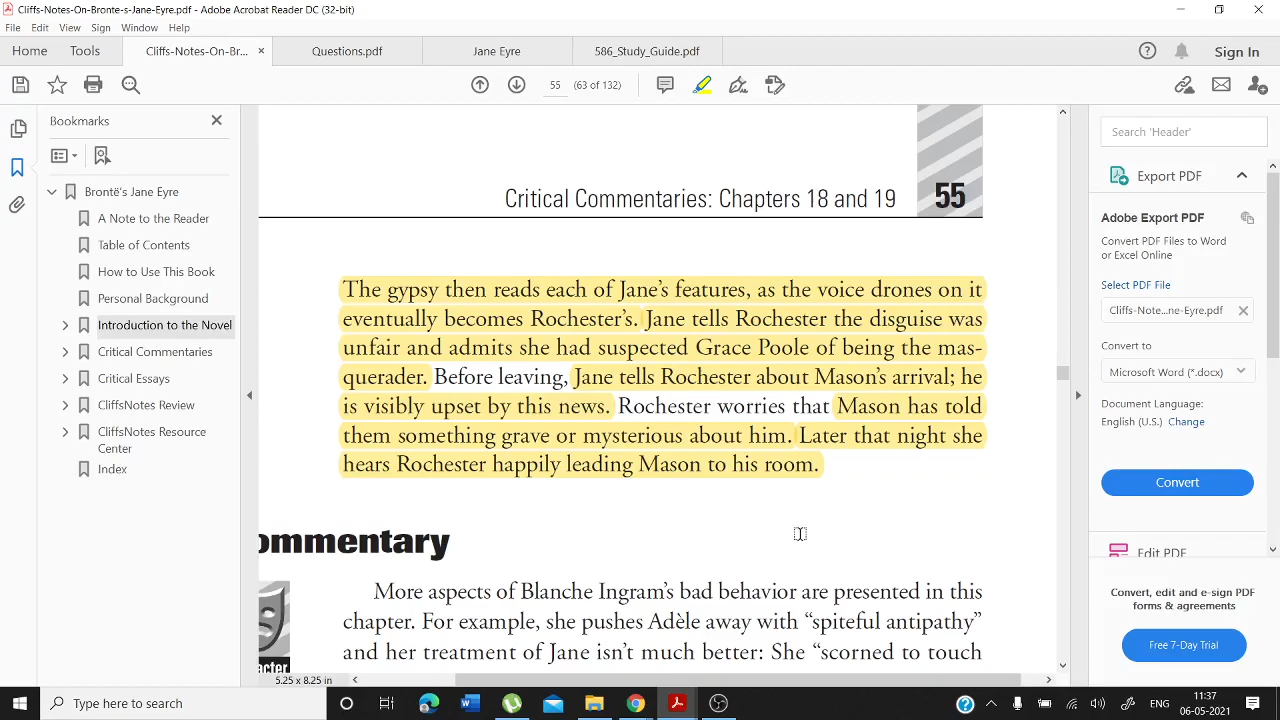 Cliffs-Notes-On-Bronte-s-Jane-Eyre.pdf - Adobe Acrobat Reader DC (32-bit)
File Edit View Sign Window Help
Home Tools Cliffs-Notes-On-Br... × Questions.pdf Jane Eyre 586_Study_Guide.pdf Sign In
55 (63 of 132)
Bookmarks
Brontë's Jane Eyre
A Note to the Reader
Table of Contents
How to Use This Book
Personal Background
Introduction to the Novel
Critical Commentaries
Critical Essays
CliffsNotes Review
CliffsNotes Resource
Center
Index
Critical Commentaries: Chapters 18 and 19 55
The gypsy then reads each of Jane's features, as the voice drones on it
eventually becomes Rochester's. Jane tells Rochester the disguise was
unfair and admits she had suspected Grace Poole of being the mas-
querader. Before leaving, Jane tells Rochester about Mason's arrival; he
is visibly upset by this news. Rochester worries that Mason has told
them something grave or mysterious about him. Later that night she
hears Rochester happily leading Mason to his room.
ommentary
More aspects of Blanche Ingram's bad behavior are presented in this
chapter. For example, she pushes Adèle away with "spiteful antipathy"
and her treatment of Jane isn't much better: She "scorned to touch
acter
5.25 x 8.25 in
Search 'Header'
Export PDF
Adobe Export PDF
Convert PDF Files to Word
or Excel Online
Select PDF File
Cliffs-Note...ne-Eyre.pdf
Convert to
Microsoft Word (*.docx)
Document Language:
English (U.S.) Change
Convert
Edit PDF
Convert, edit and e-sign PDF
forms & agreements
Free 7-Day Trial
Type here to search
ENG
11:37
06-05-2021